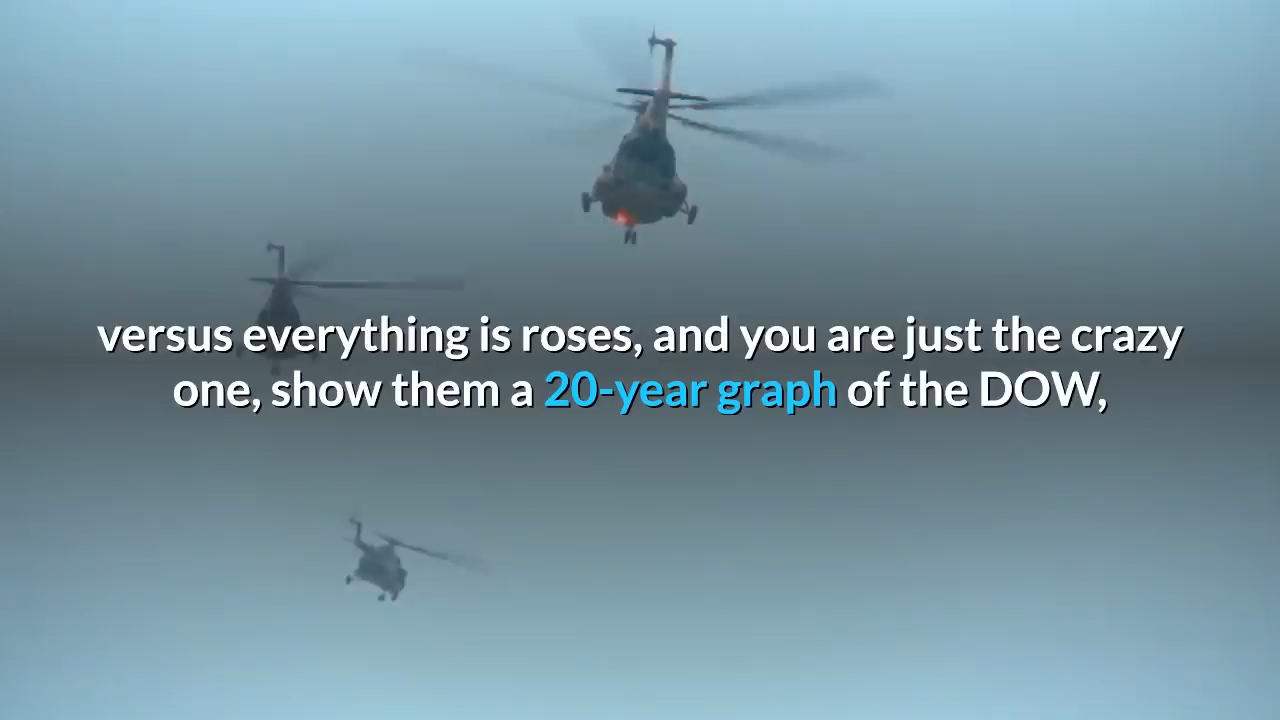 versus everything is roses, and you are just the crazy
one, show them a 20-year graph of the DOW,